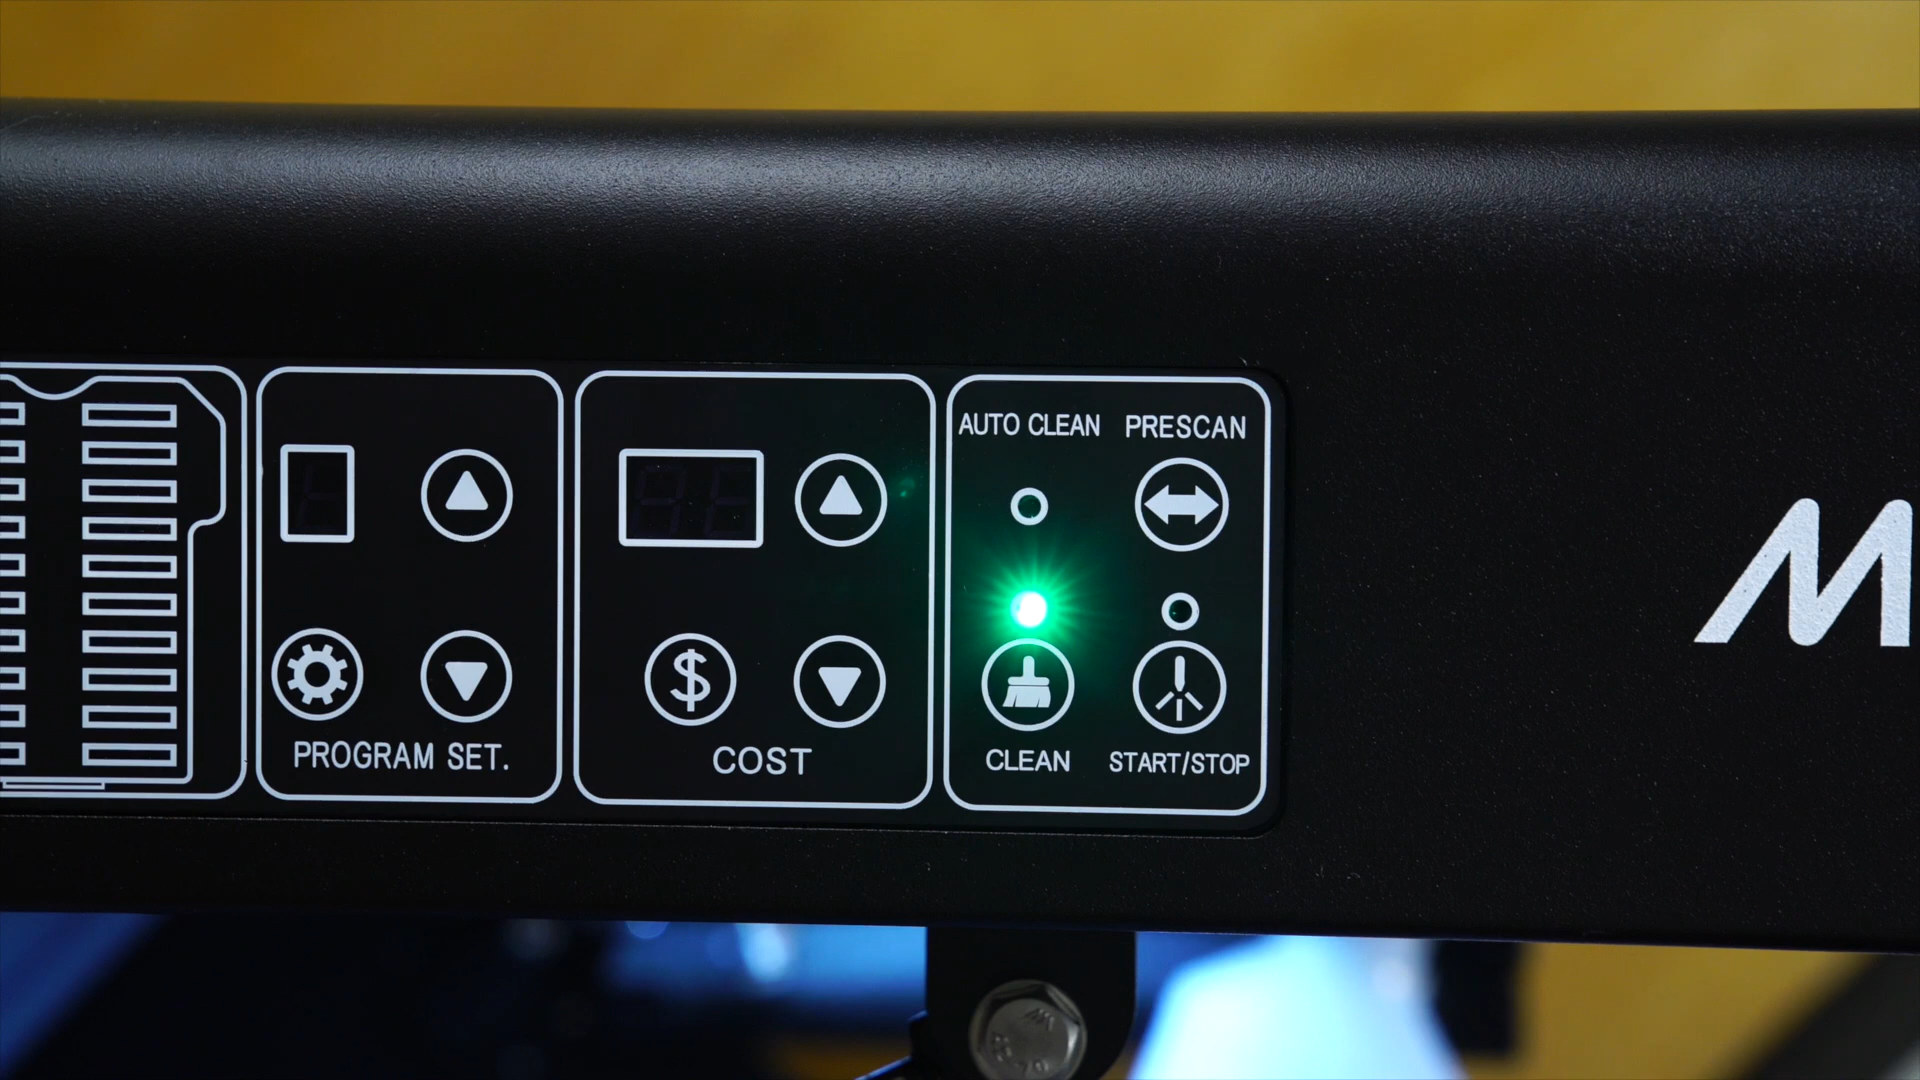 AUTO CLEAN PRESCAN
M
$
PROGRAM SET.
COST
CLEAN
START/STOP